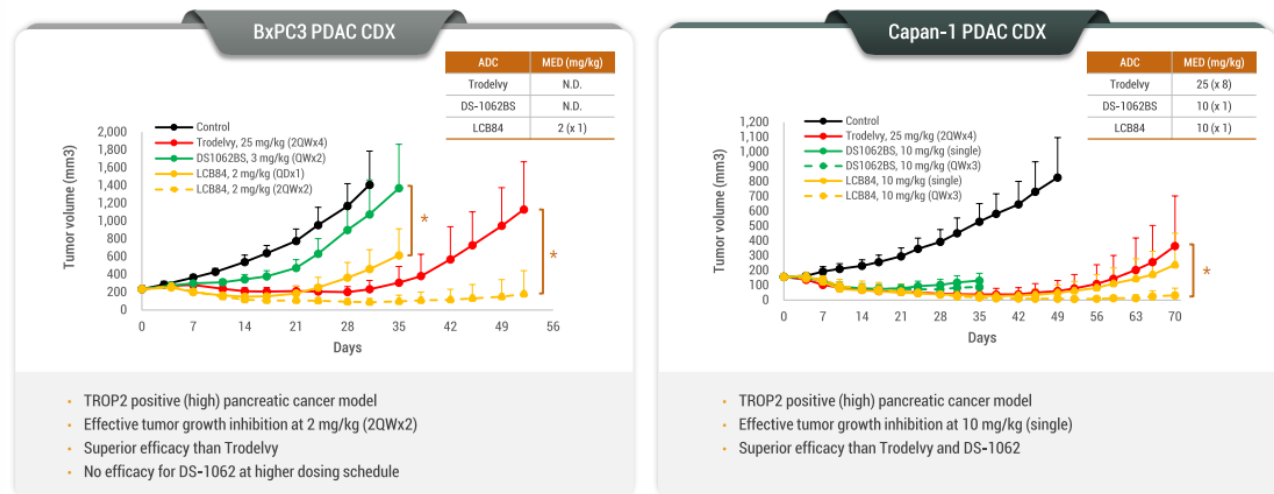 BxPC3 PDAC CDX
ADC MED (mg/kg)
Trodelvy N.D.
DS-1062BS N.D.
LCB84 2 (x 1)
Control
Trodelvy, 25 mg/kg (2QWx4)
DS1062BS, 3 mg/kg (QWx2)
LCB84, 2 mg/kg (QDx1)
LCB84, 2 mg/kg (2QWx2)
Tumor volume (mm3)
2,000
1,800
1,600
1,400
1,200
1,000
800
600
400
200
0
* *
0 7 14 21 28 35 42 49 56
Days
• TROP2 positive (high) pancreatic cancer model
• Effective tumor growth inhibition at 2 mg/kg (2QWx2)
• Superior efficacy than Trodelvy
• No efficacy for DS-1062 at higher dosing schedule
Capan-1 PDAC CDX
ADC MED (mg/kg)
Trodelvy 25 (x 8)
DS-1062BS 10 (x 1)
LCB84 10 (x 1)
Control
Trodelvy, 25 mg/kg (2QWx4)
DS1062BS, 10 mg/kg (single)
DS1062BS, 10 mg/kg (QWx3)
LCB84, 10 mg/kg (single)
LCB84, 10 mg/kg (QWx3)
Tumor volume (mm3)
1,200
1,100
1,000
900
800
700
600
500
400
300
200
100
0
*
0 7 14 21 28 35 42 49 56 63 70
Days
• TROP2 positive (high) pancreatic cancer model
• Effective tumor growth inhibition at 10 mg/kg (single)
• Superior efficacy than Trodelvy and DS-1062